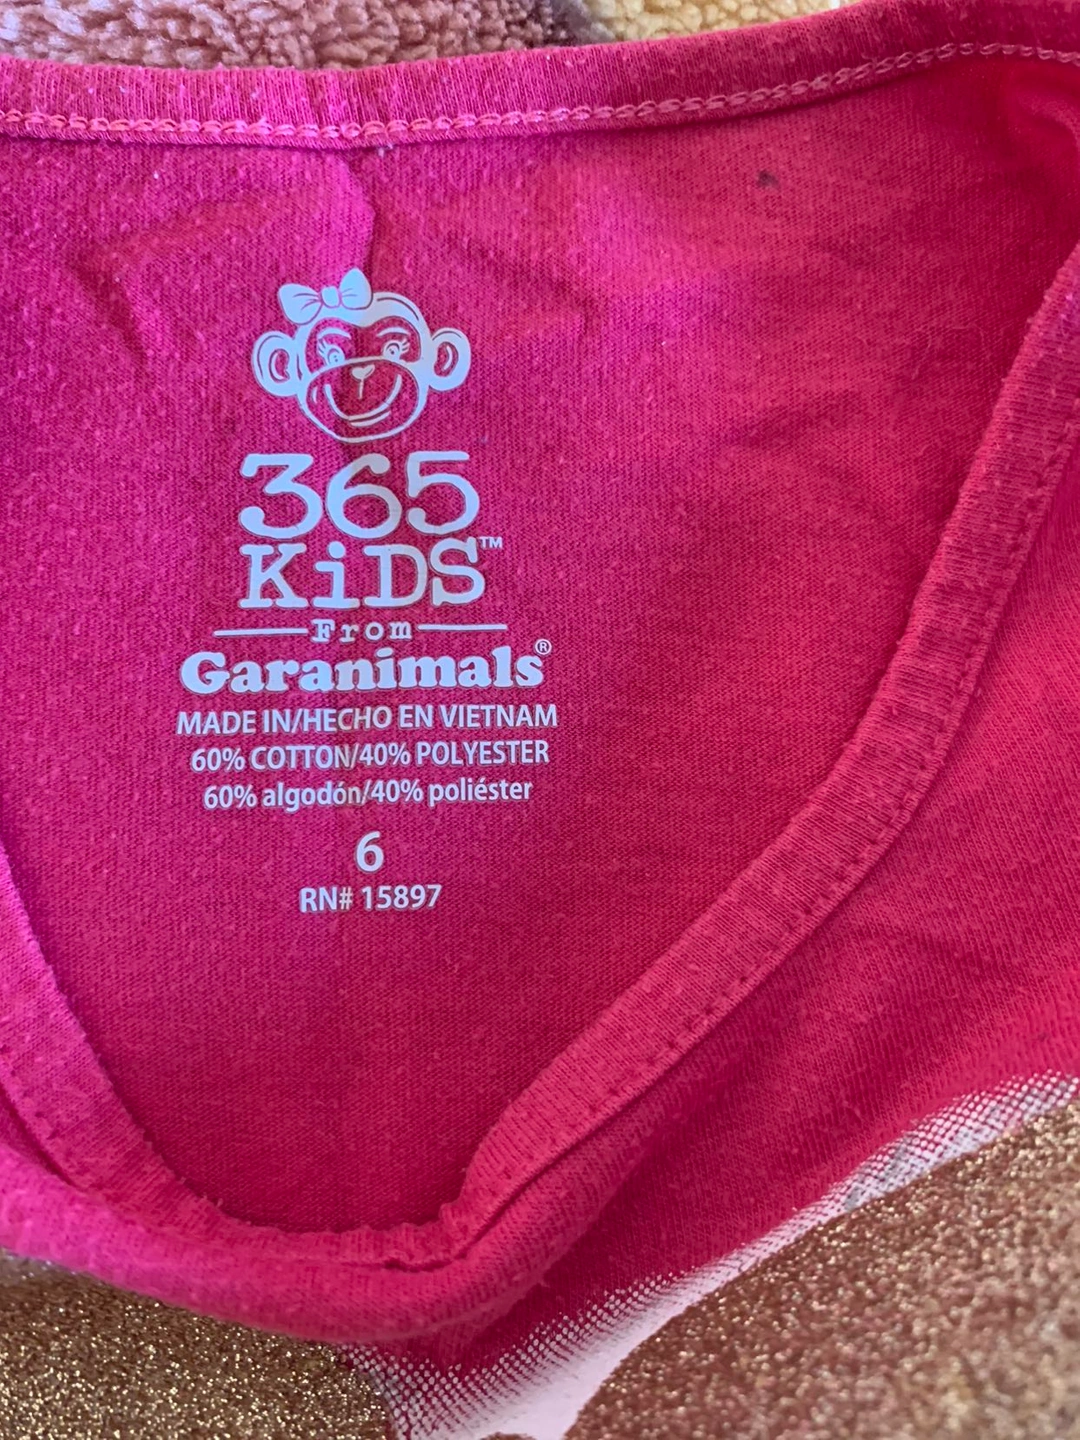 365
KiDS™
From
Garanimals®
MADE IN/HECHO EN VIETNAM
60% COTTON/40% POLYESTER
60% algodón/40% poliéster
6
RN# 15897